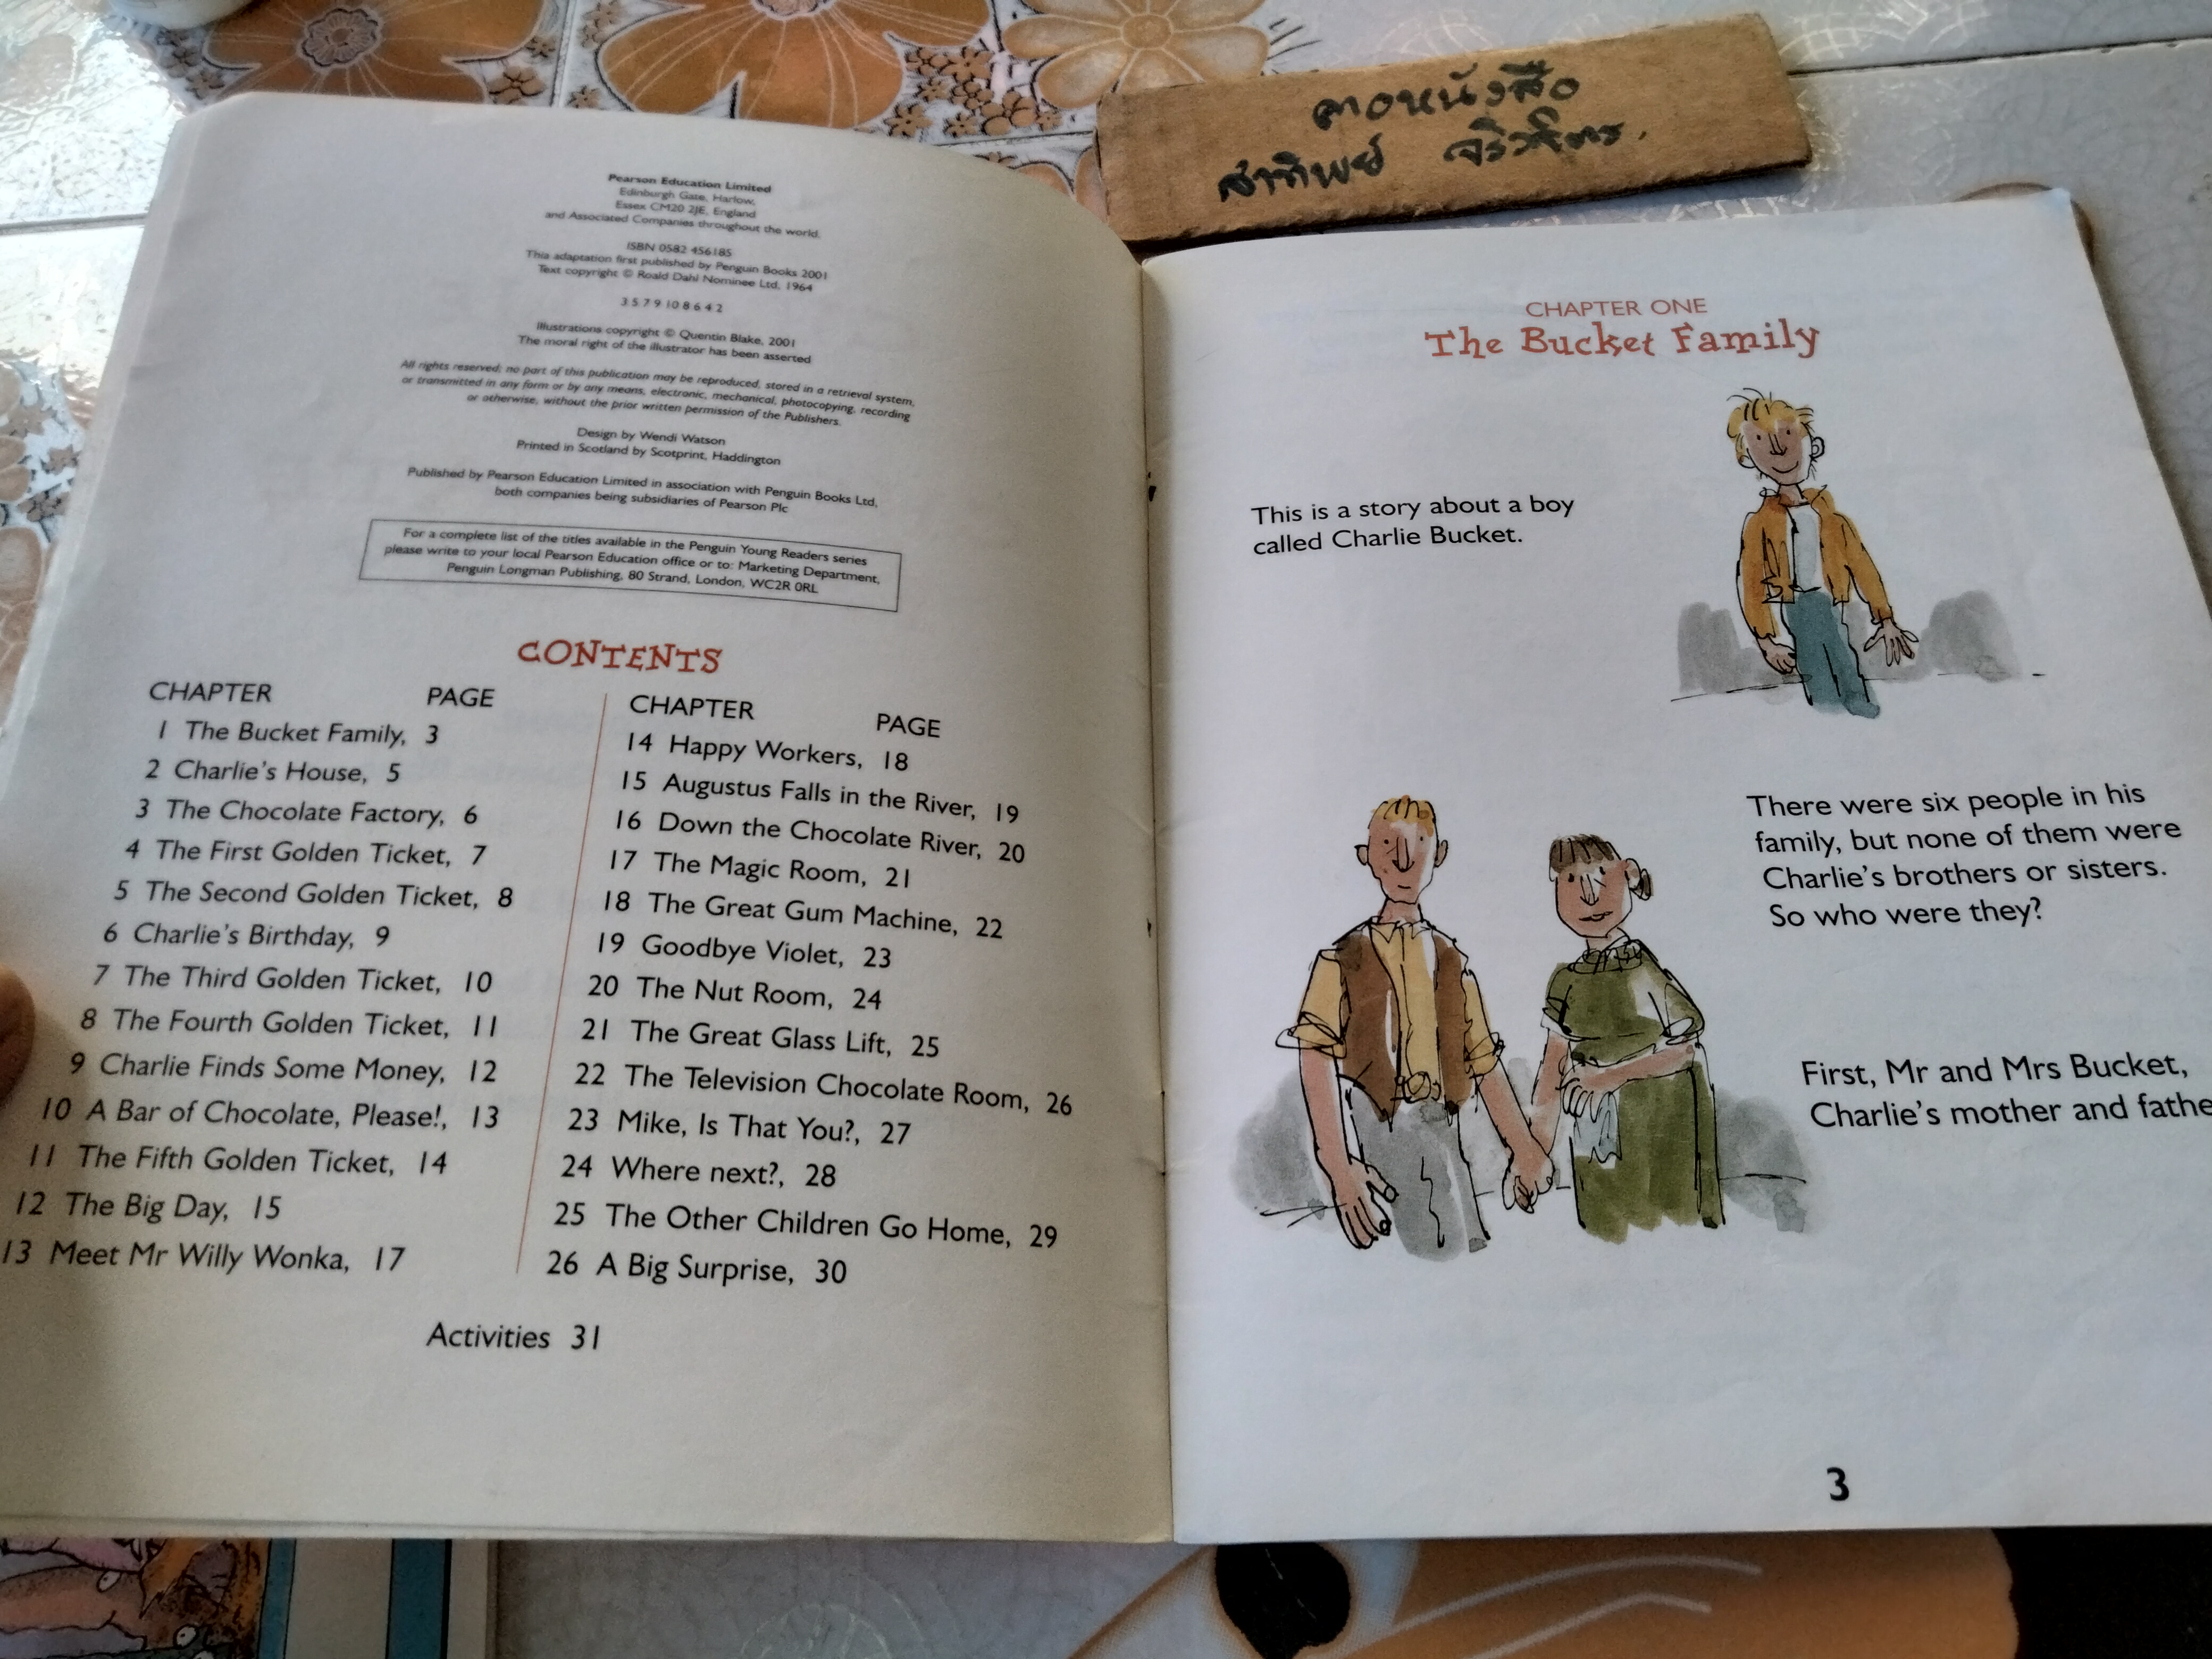 สาทิพย์
Pearson Education Limited
Edinburgh Gate, Harlow,
Essex CM20 2JE, England
and Associated Companies throughout the world.
ISBN 0582 456185
This adaptation first published by Penguin Books 2001
Text copyright © Roald Dahl Nominee Ltd, 1964
3 5 7 9 10 8 6 4 2
Illustrations copyright © Quentin Blake, 2001
The moral right of the illustrator has been asserted
All rights reserved; no part of this publication may be reproduced, stored in a retrieval system,
or transmitted in any form or by any means, electronic, mechanical, photocopying, recording
or otherwise, without the prior written permission of the Publishers.
Design by Wendi Watson
Printed in Scotland by Scotprint, Haddington
Published by Pearson Education Limited in association with Penguin Books Ltd,
both companies being subsidiaries of Pearson Plc
For a complete list of the titles available in the Penguin Young Readers series
please write to your local Pearson Education office or to: Marketing Department,
Penguin Longman Publishing, 80 Strand, London, WC2R 0RL
CONTENTS
CHAPTER PAGE
1 The Bucket Family, 3
2 Charlie's House, 5
3 The Chocolate Factory, 6
4 The First Golden Ticket, 7
5 The Second Golden Ticket, 8
6 Charlie's Birthday, 9
7 The Third Golden Ticket, 10
8 The Fourth Golden Ticket, 11
9 Charlie Finds Some Money, 12
10 A Bar of Chocolate, Please!, 13
11 The Fifth Golden Ticket, 14
12 The Big Day, 15
13 Meet Mr Willy Wonka, 17
CHAPTER PAGE
14 Happy Workers, 18
15 Augustus Falls in the River, 19
16 Down the Chocolate River, 20
17 The Magic Room, 21
18 The Great Gum Machine, 22
19 Goodbye Violet, 23
20 The Nut Room, 24
21 The Great Glass Lift, 25
22 The Television Chocolate Room, 26
23 Mike, Is That You?, 27
24 Where next?, 28
25 The Other Children Go Home, 29
26 A Big Surprise, 30
Activities 31
CHAPTER ONE
The Bucket Family
This is a story about a boy
called Charlie Bucket.
There were six people in his
family, but none of them were
Charlie's brothers or sisters.
So who were they?
First, Mr and Mrs Bucket,
Charlie's mother and fathe
3